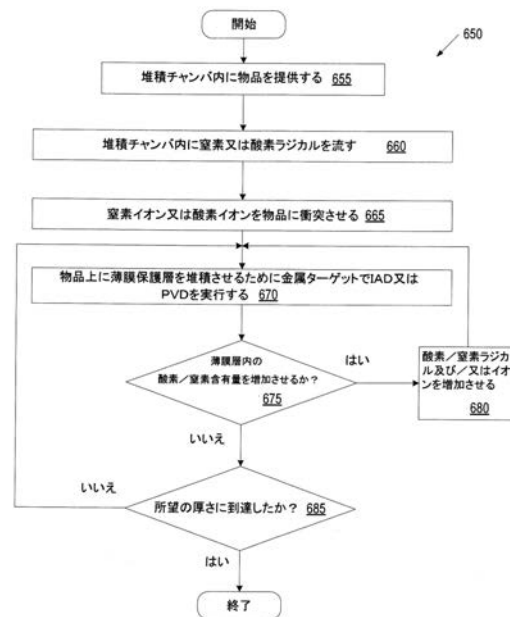 開始
650
堆積チャンバ内に物品を提供する 655
堆積チャンバ内に窒素又は酸素ラジカルを流す 660
窒素イオン又は酸素イオンを物品に衝突させる 665
物品上に薄膜保護層を堆積させるために金属ターゲットでIAD又は
PVDを実行する 670
薄膜層内の
酸素／窒素含有量を増加させるか？
675
はい
酸素／窒素ラジカ
ル及び／又はイオ
ンを増加させる
680
いいえ
いいえ
所望の厚さに到達したか？ 685
はい
終了